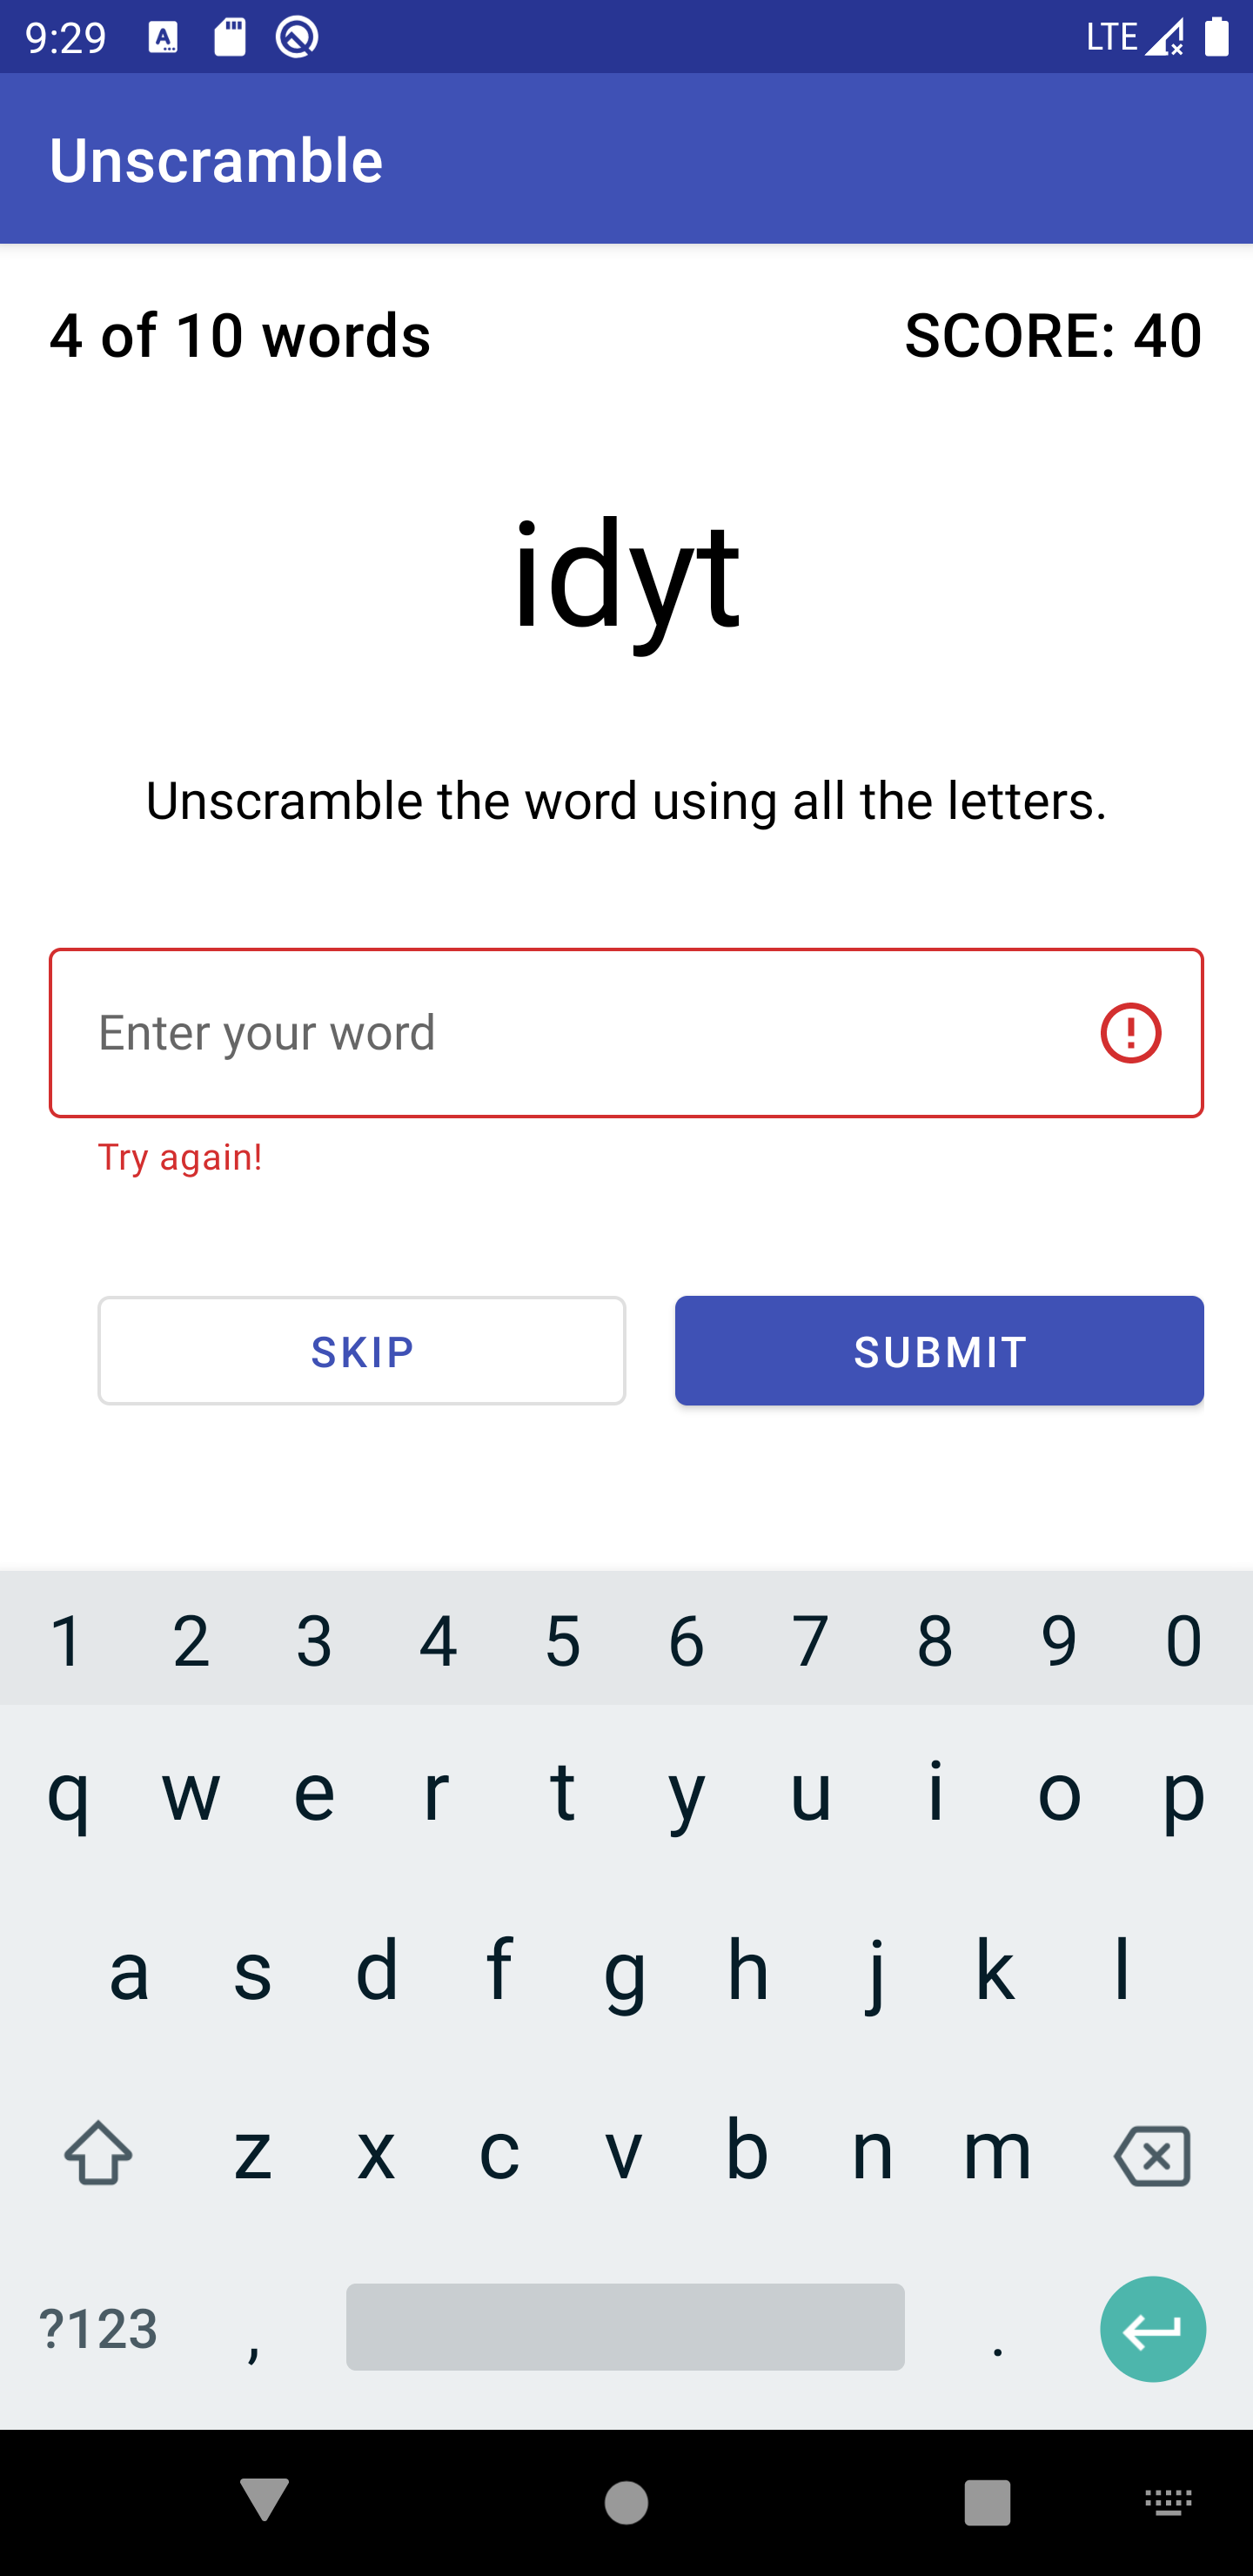 9:29 LTE
Unscramble
4 of 10 words SCORE: 40
idyt
Unscramble the word using all the letters.
Enter your word
Try again!
SKIP SUBMIT
1 2 3 4 5 6 7 8 9 0
q w e r t y u i o p
a s d f g h j k l
z x c v b n m
?123 , .